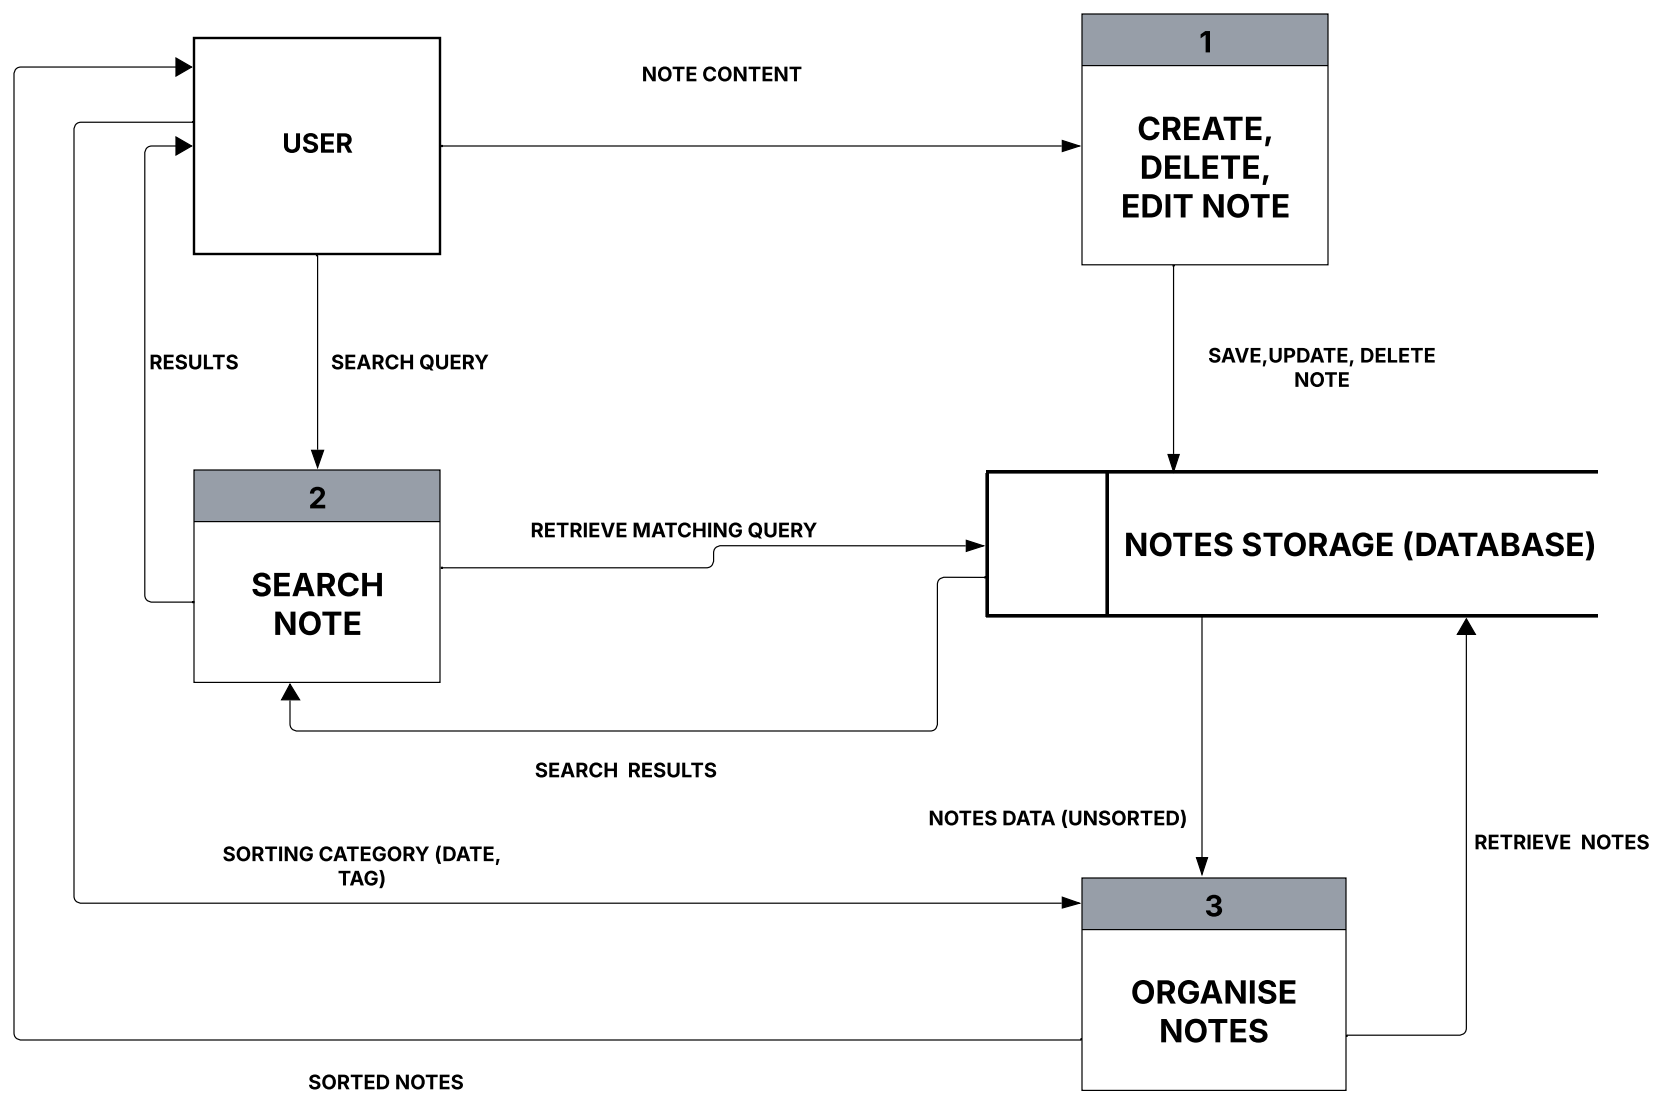 1
NOTE CONTENT
CREATE,
DELETE,
EDIT NOTE
USER
RESULTS
SEARCH QUERY
SAVE,UPDATE, DELETE
NOTE
2
SEARCH
NOTE
RETRIEVE MATCHING QUERY
NOTES STORAGE (DATABASE)
SEARCH  RESULTS
NOTES DATA (UNSORTED)
RETRIEVE  NOTES
SORTING CATEGORY (DATE,
TAG)
3
ORGANISE
NOTES
SORTED NOTES